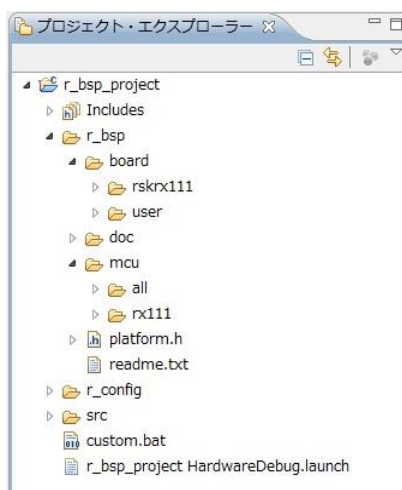 プロジェクト・エクスプローラー
r_bsp_project
Includes
r_bsp
board
rskrx111
user
doc
mcu
all
rx111
platform.h
readme.txt
r_config
src
custom.bat
r_bsp_project HardwareDebug.launch